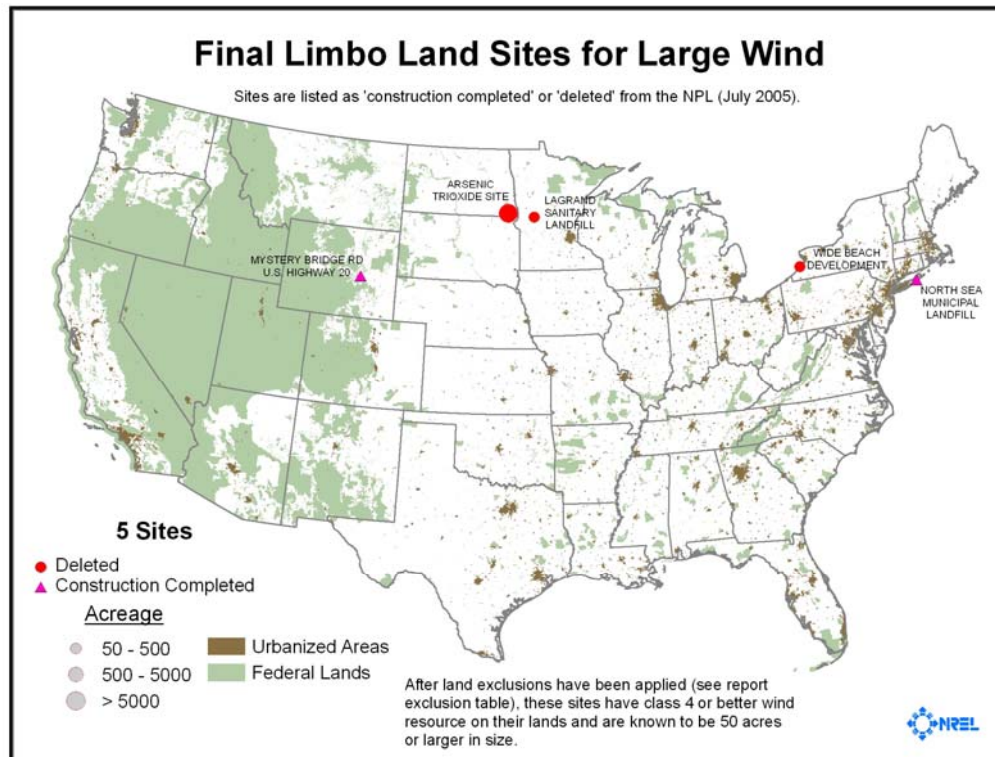 Final Limbo Land Sites for Large Wind
Sites are listed as 'construction completed' or 'deleted' from the NPL (July 2005).
ARSENIC
TRIOXIDE SITE
LAGRAND
SANITARY
LANDFILL
MYSTERY BRIDGE RD
U.S. HIGHWAY 20
WIDE BEACH
DEVELOPMENT
NORTH SEA
MUNICIPAL
LANDFILL
5 Sites
Deleted
Construction Completed
Acreage
50 - 500
500 - 5000
> 5000
Urbanized Areas
Federal Lands
After land exclusions have been applied (see report
exclusion table), these sites have class 4 or better wind
resource on their lands and are known to be 50 acres
or larger in size.
NREL